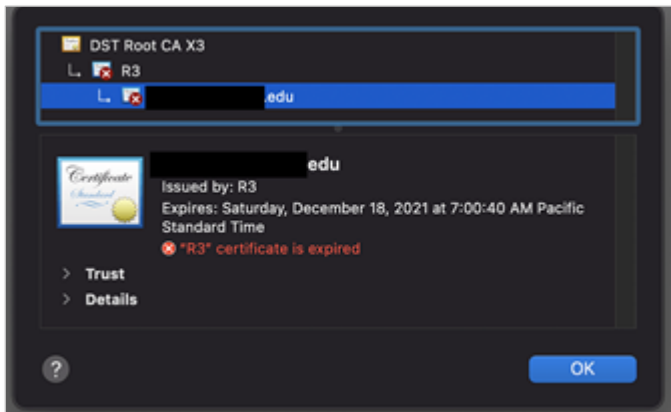 DST Root CA X3
R3
.edu
edu
Issued by: R3
Expires: Saturday, December 18, 2021 at 7:00:40 AM Pacific
Standard Time
"R3" certificate is expired
Trust
Details
?
OK
Certificate
Standard